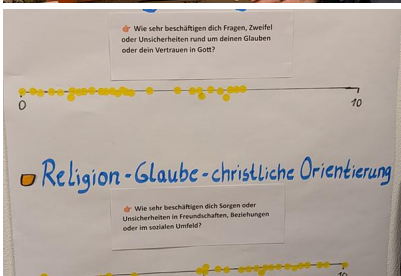 Wie sehr beschäftigen dich Fragen, Zweifel
oder Unsicherheiten rund um deinen Glauben
oder dein Vertrauen in Gott?
0
10
Religion - Glaube - christliche Orientierung
Wie sehr beschäftigen dich Sorgen oder
Unsicherheiten in Freundschaften, Beziehungen
oder im sozialen Umfeld?
10